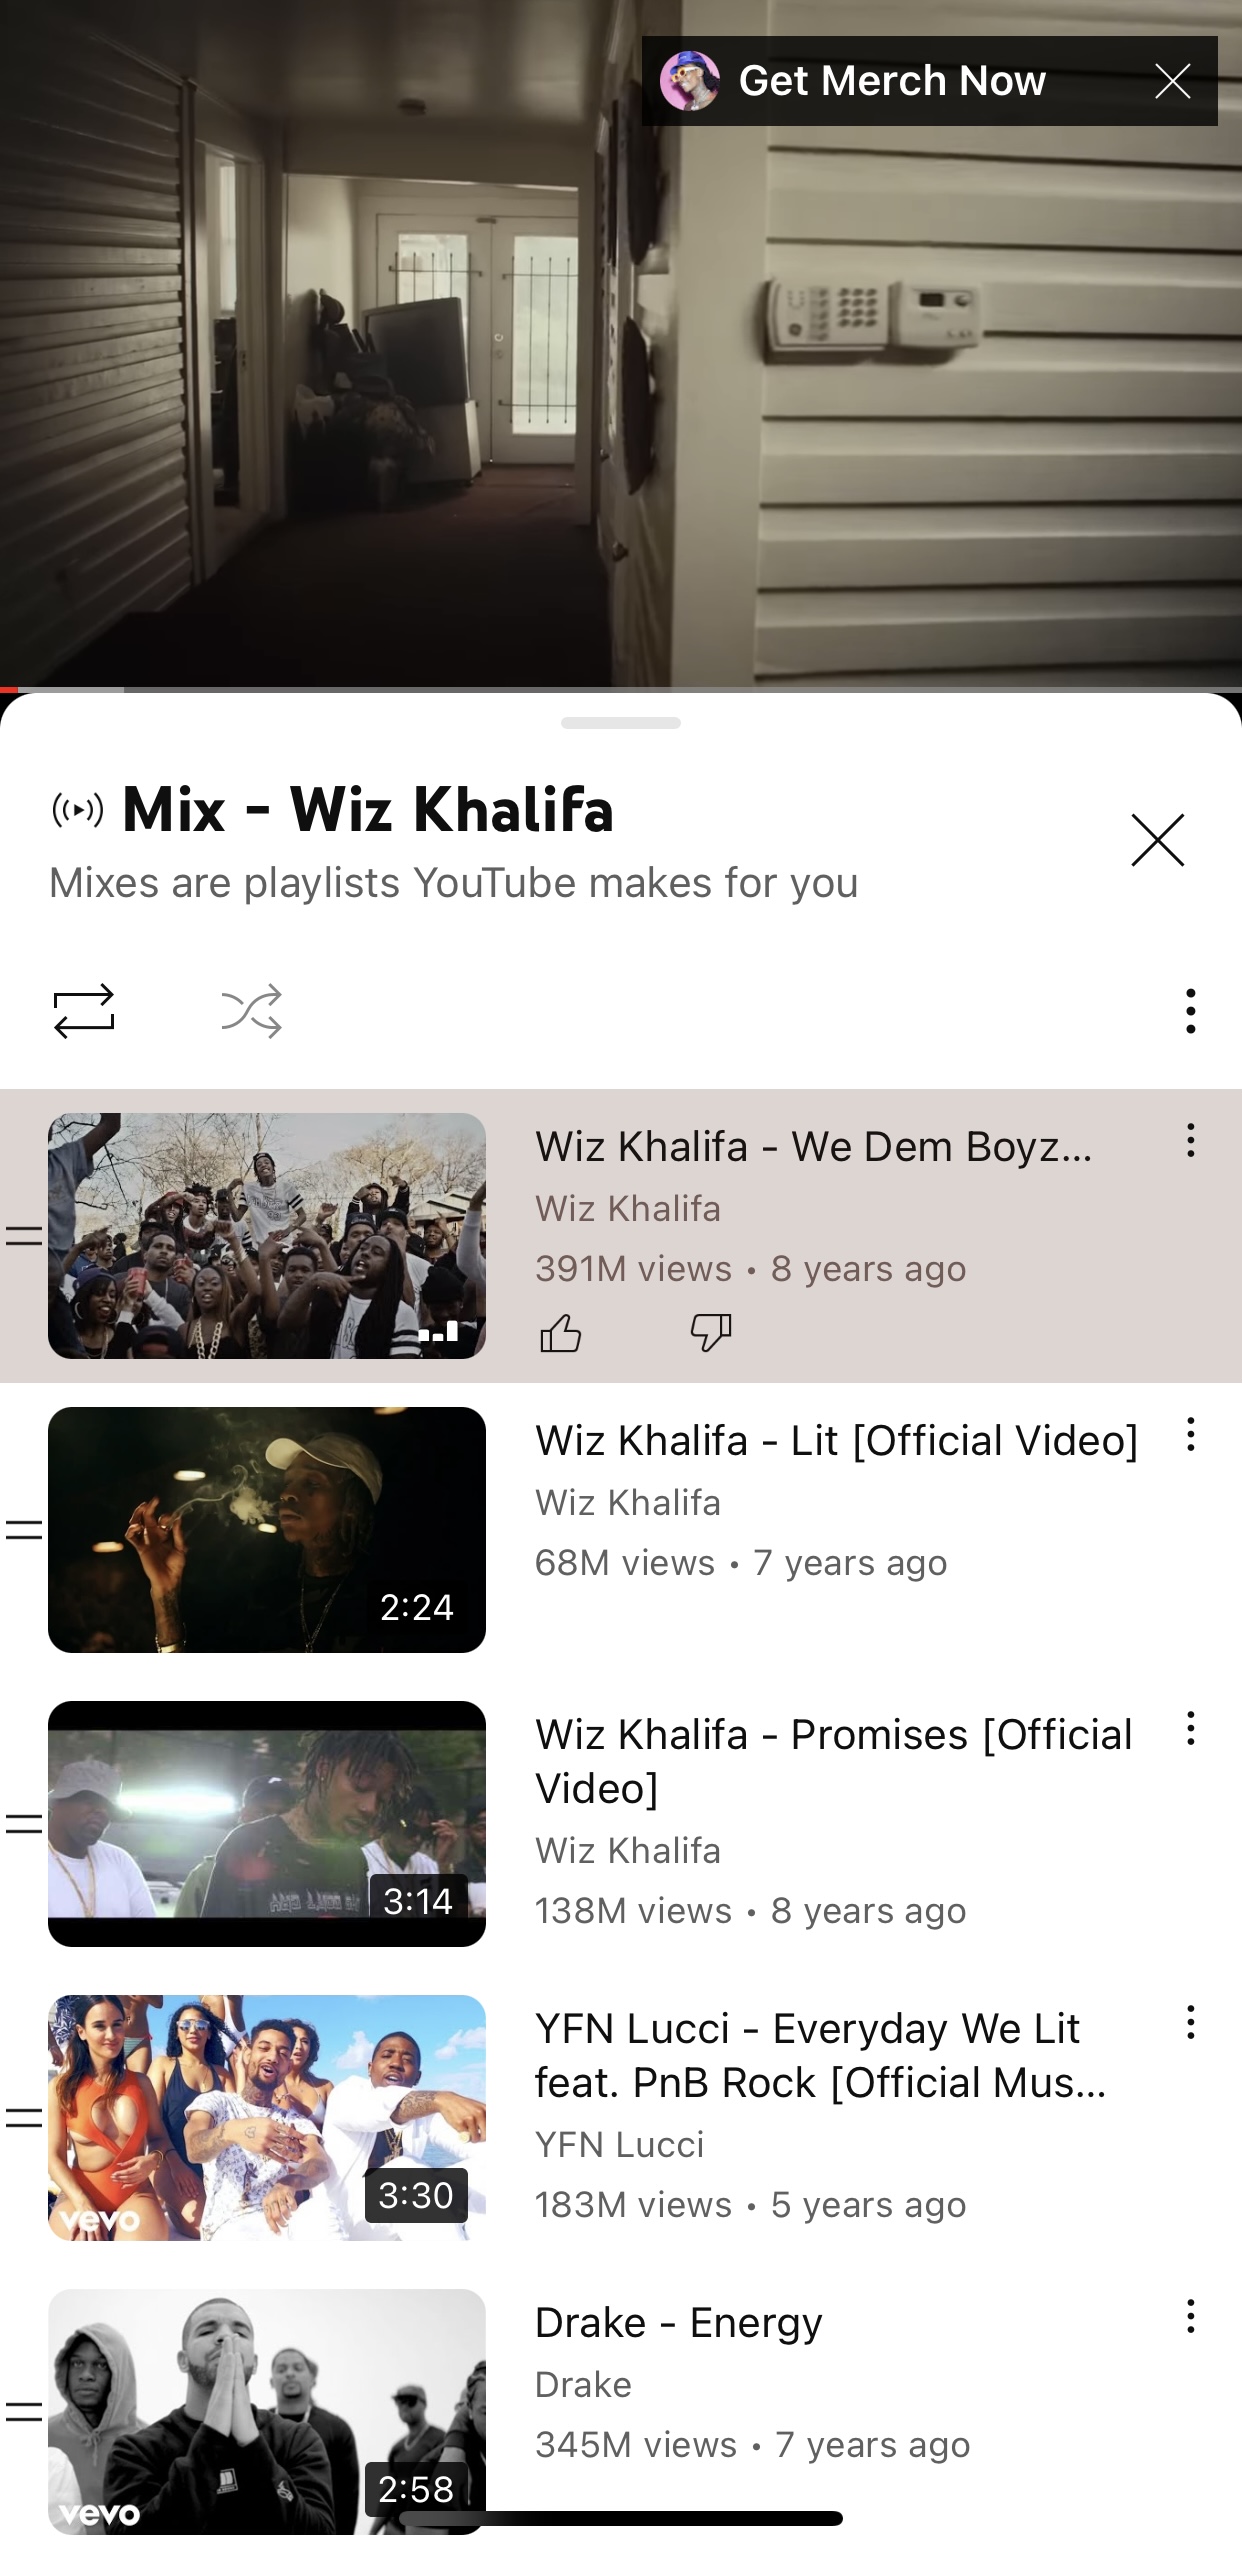 Get Merch Now
Mix - Wiz Khalifa
Mixes are playlists YouTube makes for you
Wiz Khalifa - We Dem Boyz...
Wiz Khalifa
391M views • 8 years ago
Wiz Khalifa - Lit [Official Video]
Wiz Khalifa
68M views • 7 years ago
2:24
Wiz Khalifa - Promises [Official
Video]
Wiz Khalifa
138M views • 8 years ago
3:14
YFN Lucci - Everyday We Lit
feat. PnB Rock [Official Mus...
YFN Lucci
183M views • 5 years ago
vevo
3:30
Drake - Energy
Drake
345M views • 7 years ago
vevo
2:58